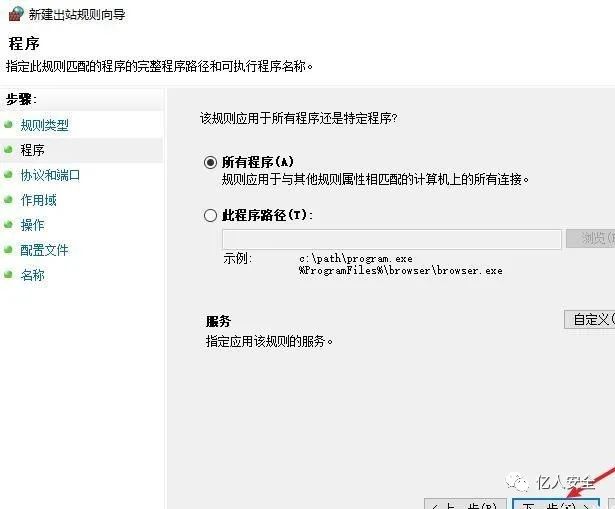 新建出站规则向导
程序
指定此规则匹配的程序的完整程序路径和可执行程序名称。
步骤:
规则类型
程序
协议和端口
作用域
操作
配置文件
名称
该规则应用于所有程序还是特定程序?
所有程序(A)
规则应用于与其他规则属性相匹配的计算机上的所有连接。
此程序路径(T):
浏览(
示例:
c:\path\program.exe
%ProgramFiles%\browser\browser.exe
服务
自定义(
指定应用该规则的服务。
亿人安全
< 上一步(B)
下一步(N) >